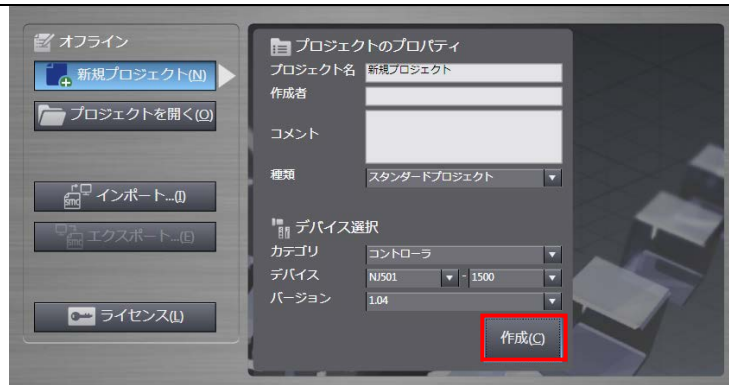 オフライン
新規プロジェクト(N)
プロジェクトを開く(O)
インポート...(I)
エクスポート...(E)
ライセンス(L)
プロジェクトのプロパティ
プロジェクト名 新規プロジェクト
作成者
コメント
種類 スタンダードプロジェクト
デバイス選択
カテゴリ コントローラ
デバイス NJ501 - 1500
バージョン 1.04
作成(C)